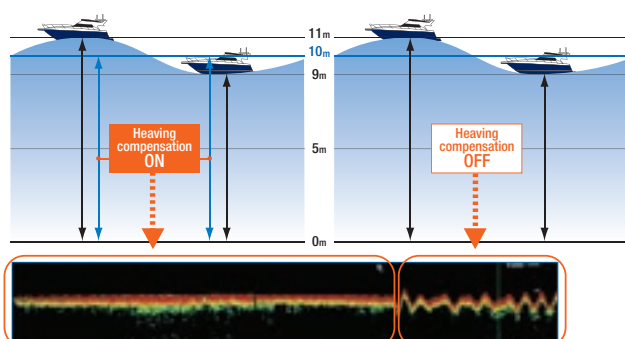 11m
10m
9m
5m
0m
Heaving
compensation
ON
Heaving
compensation
OFF